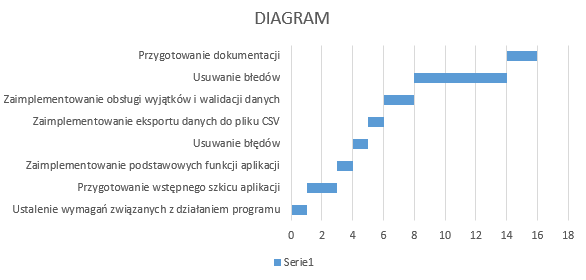 DIAGRAM
Przygotowanie dokumentacji
Usuwanie błedów
Zaimplementowanie obsługi wyjątków i walidacji danych
Zaimplementowanie eksportu danych do pliku CSV
Usuwanie błędów
Zaimplementowanie podstawowych funkcji aplikacji
Przygotowanie wstępnego szkicu aplikacji
Ustalenie wymagań związanych z działaniem programu
0 2 4 6 8 10 12 14 16 18
Serie1